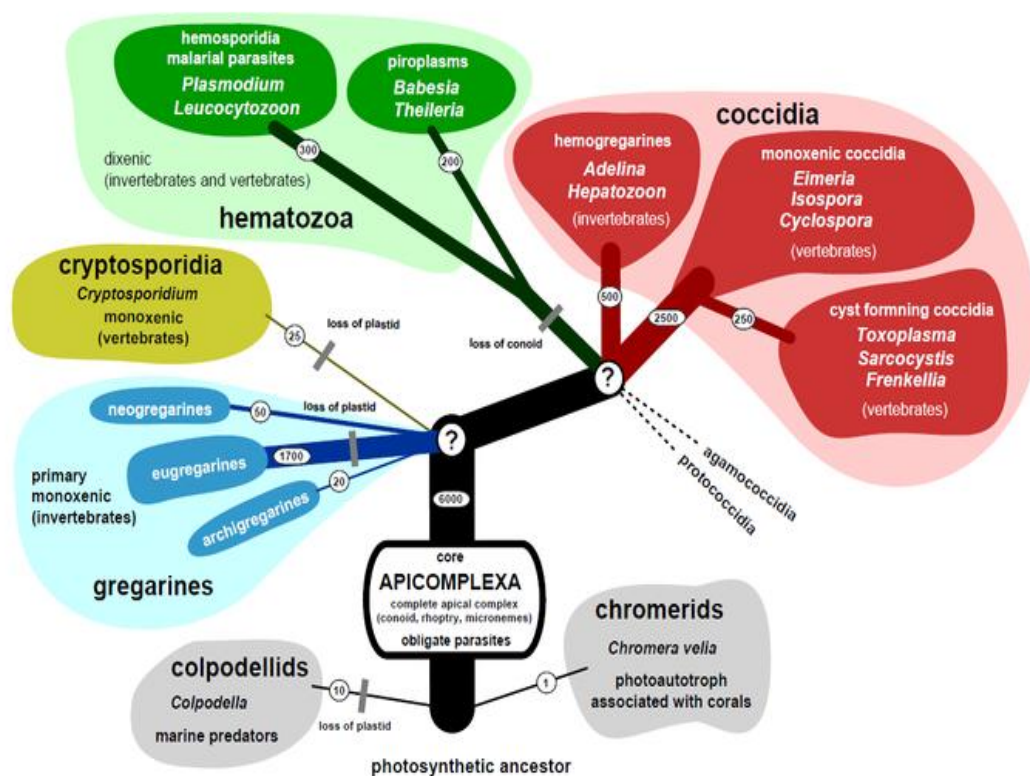 hemosporidia
malarial parasites
Plasmodium
Leucocytozoon
piroplasms
Babesia
Theileria
300
200
dixenic
(invertebrates and vertebrates)
hematozoa
coccidia
hemogregarines
Adelina
Hepatozoon
(invertebrates)
monoxenic coccidia
Eimeria
Isospora
Cyclospora
(vertebrates)
500
2500
250
cyst formning coccidia
Toxoplasma
Sarcocystis
Frenkellia
(vertebrates)
cryptosporidia
Cryptosporidium
monoxenic
(vertebrates)
25
loss of plastid
loss of conoid
?
agamococcidia
protococcidia
neogregarines
50
loss of plastid
?
eugregarines
1700
primary
monoxenic
(invertebrates)
archigregarines
20
gregarines
6000
core
APICOMPLEXA
complete apical complex
(conoid, rhoptry, micronemes)
obligate parasites
colpodellids
Colpodella
marine predators
10
loss of plastid
1
chromerids
Chromera velia
photoautotroph
associated with corals
photosynthetic ancestor